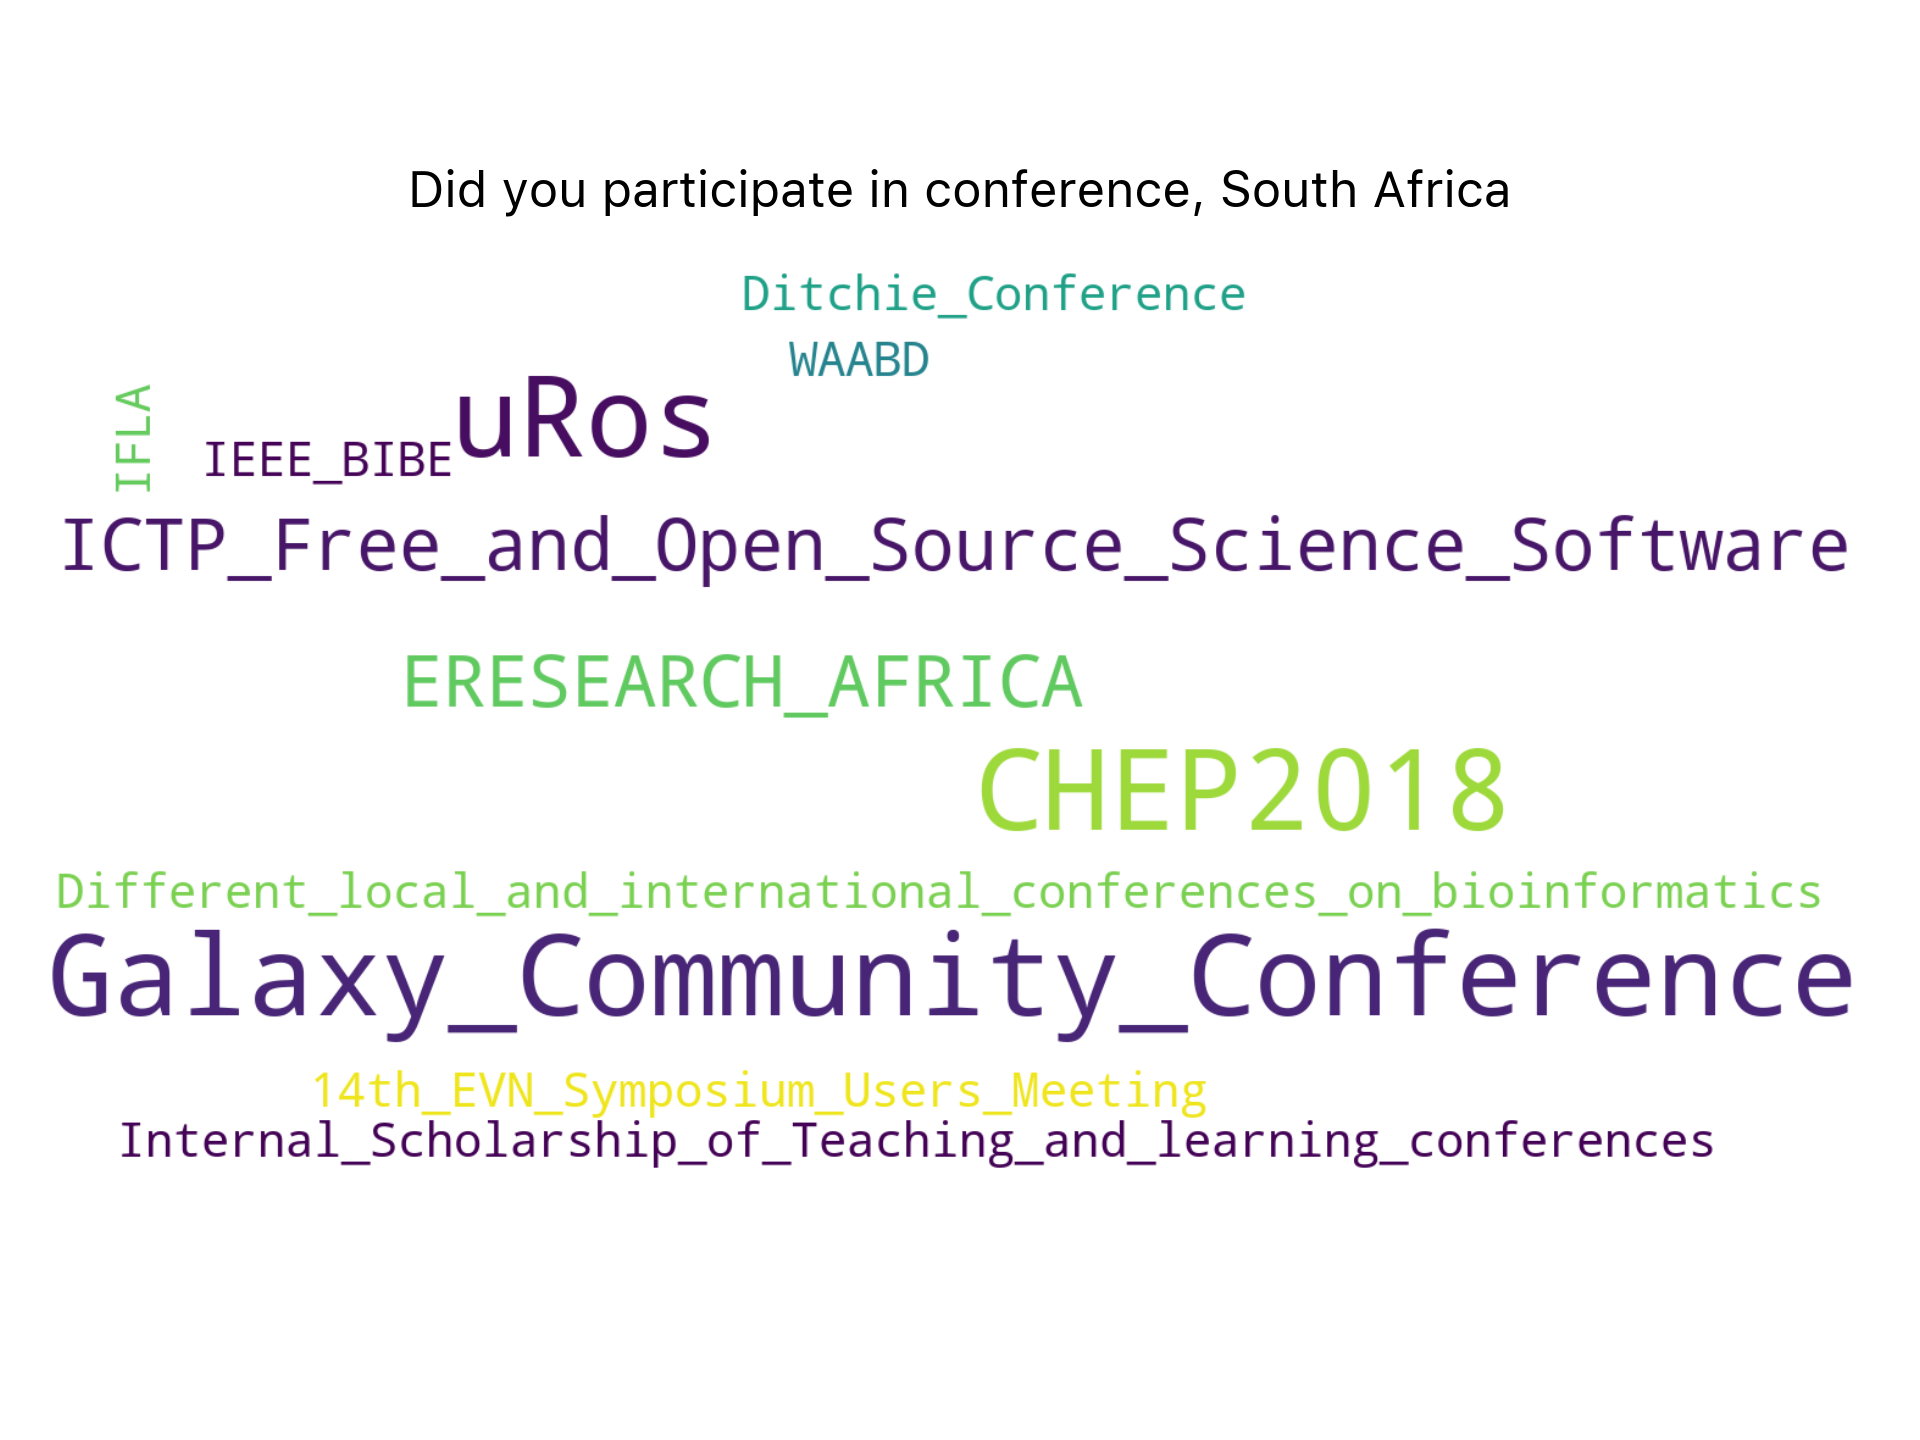 Did you participate in conference, South Africa
Ditchie_Conference
WAABD
uRos
IFLA
IEEE_BIBE
ICTP_Free_and_Open_Source_Science_Software
ERESEARCH_AFRICA
CHEP2018
Different_local_and_international_conferences_on_bioinformatics
Galaxy_Community_Conference
14th_EVN_Symposium_Users_Meeting
Internal_Scholarship_of_Teaching_and_learning_conferences